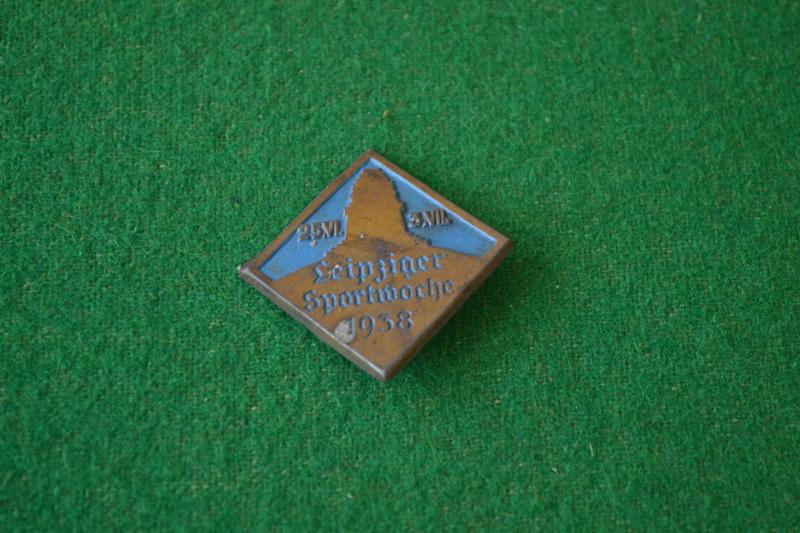 25.VI. 3.VII.
Leipziger
Sportwoche
1938